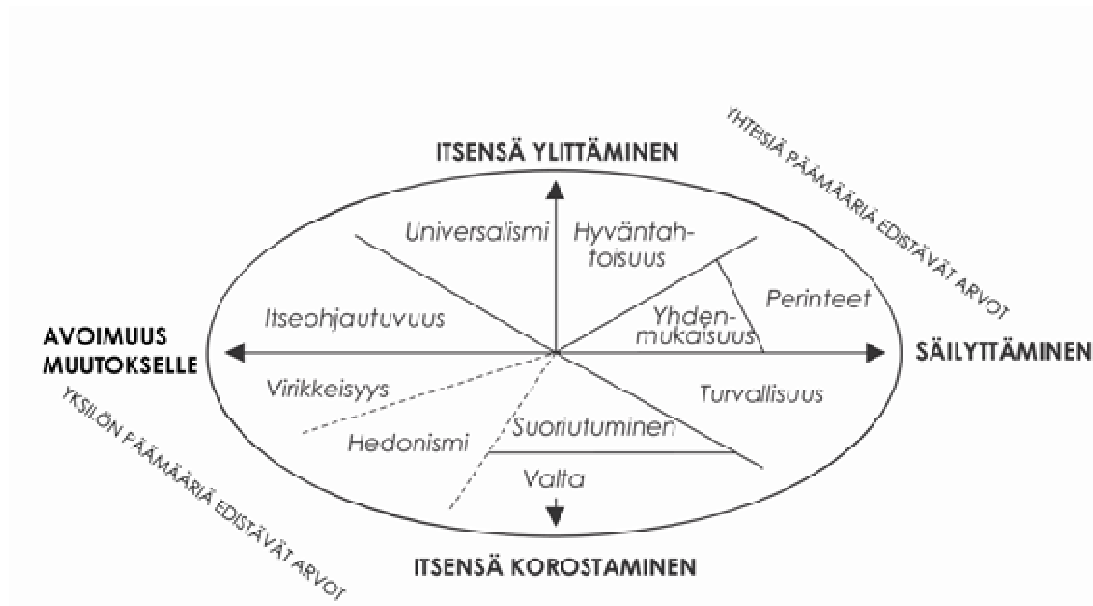 YHTEISIÄ PÄÄMÄÄRIÄ EDISTÄVÄT ARVOT
ITSENSÄ YLITTÄMINEN
Universalismi
Hyväntah-
toisuus
Perinteet
Itseohjautuvuus
Yhden-
mukaisuus
AVOIMUUS
MUUTOKSELLE
SÄILYTTÄMINEN
Virikkeisyys
Turvallisuus
Hedonismi
Suoriutuminen
Valta
YKSILÖN PÄÄMÄÄRIÄ EDISTÄVÄT ARVOT
ITSENSÄ KOROSTAMINEN